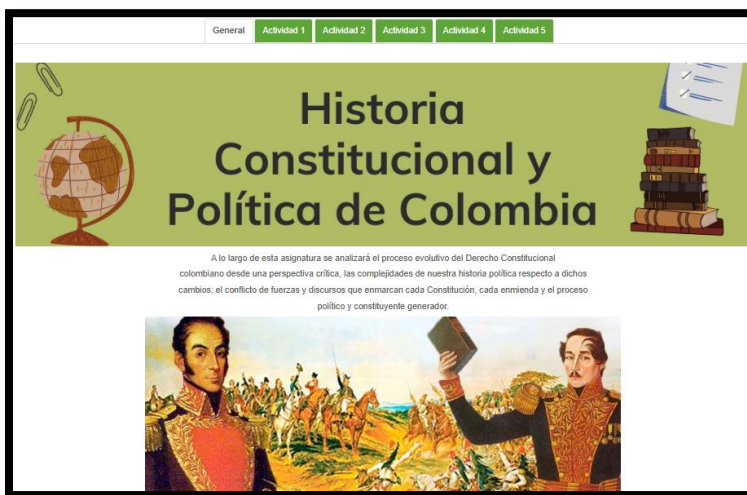 General Actividad 1 Actividad 2 Actividad 3 Actividad 4 Actividad 5
Historia
Constitucional y
Política de Colombia
A lo largo de esta asignatura se analizará el proceso evolutivo del Derecho Constitucional
colombiano desde una perspectiva crítica, las complejidades de nuestra historia política respecto a dichos
cambios; el conflicto de fuerzas y discursos que enmarcan cada Constitución, cada enmienda y el proceso
político y constituyente generador.